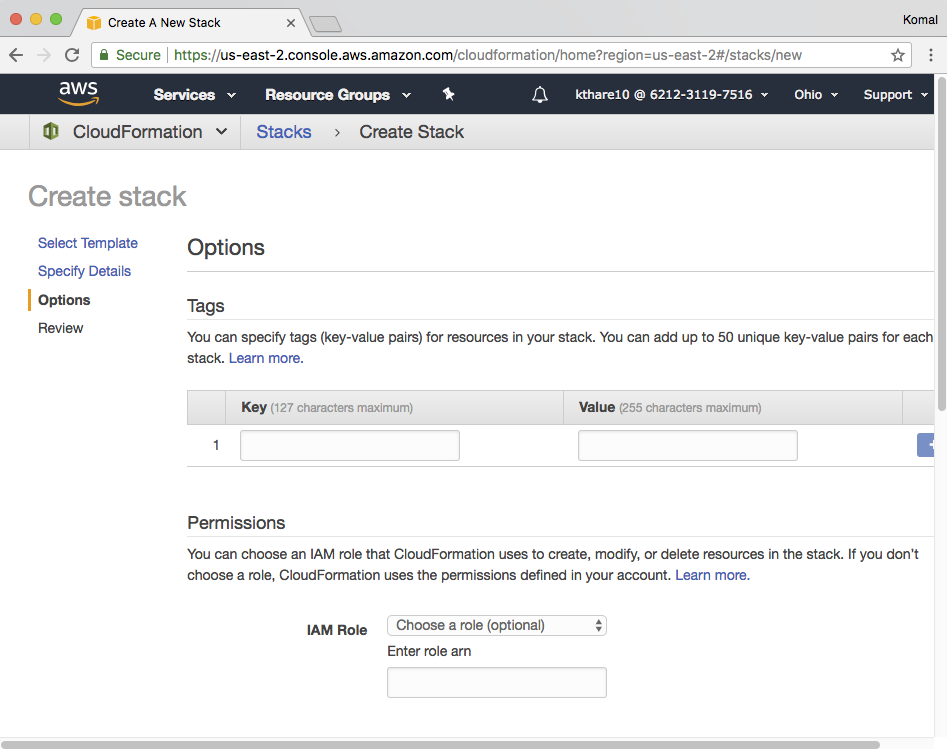 Create A New Stack
Komal
Secure https://us-east-2.console.aws.amazon.com/cloudformation/home?region=us-east-2#/stacks/new
aws Services Resource Groups kthare10 @ 6212-3119-7516 Ohio Support
CloudFormation Stacks › Create Stack
Create stack
Select Template
Specify Details
Options
Review
Options
Tags
You can specify tags (key-value pairs) for resources in your stack. You can add up to 50 unique key-value pairs for each
stack. Learn more.
Key (127 characters maximum) Value (255 characters maximum)
1
Permissions
You can choose an IAM role that CloudFormation uses to create, modify, or delete resources in the stack. If you don’t
choose a role, CloudFormation uses the permissions defined in your account. Learn more.
IAM Role Choose a role (optional)
Enter role arn